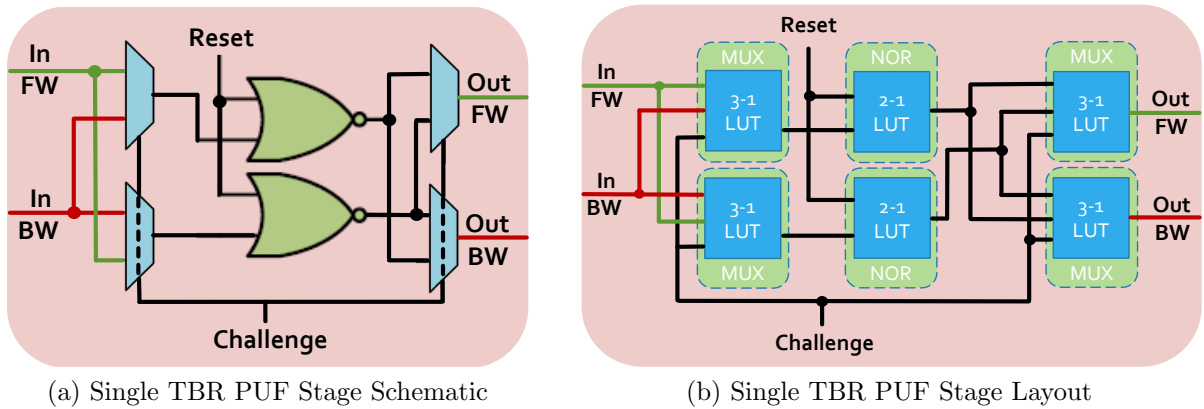 In
FW
In
BW
Reset
Out
FW
Out
BW
Challenge
(a) Single TBR PUF Stage Schematic
In
FW
In
BW
Reset
MUX
3-1
LUT
3-1
LUT
MUX
NOR
2-1
LUT
2-1
LUT
NOR
MUX
3-1
LUT
3-1
LUT
MUX
Out
FW
Out
BW
Challenge
(b) Single TBR PUF Stage Layout